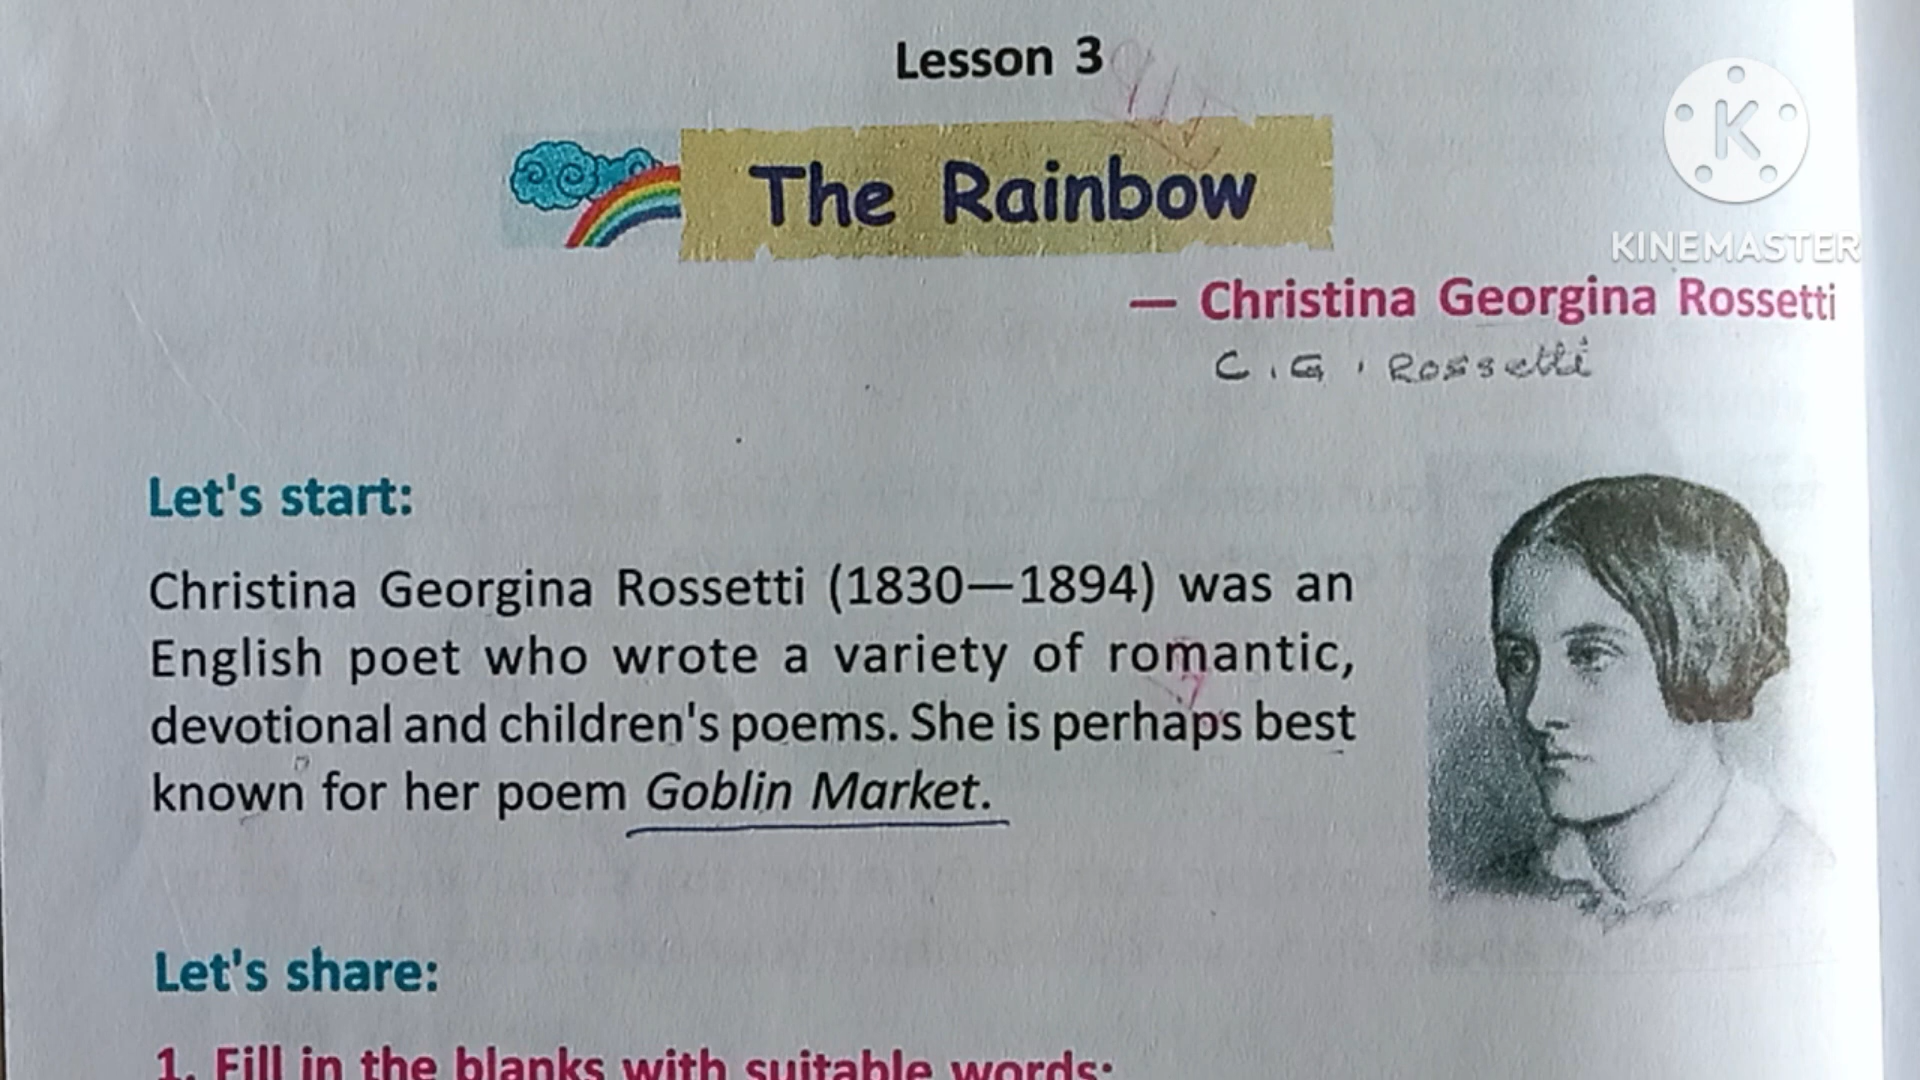 Lesson 3
The Rainbow
K
KINEMASTER
— Christina Georgina Rossetti
C. G. Rossetti
Let's start:
Christina Georgina Rossetti (1830—1894) was an
English poet who wrote a variety of romantic,
devotional and children's poems. She is perhaps best
known for her poem Goblin Market.
Let's share:
1. Fill in the blanks with suitable words: